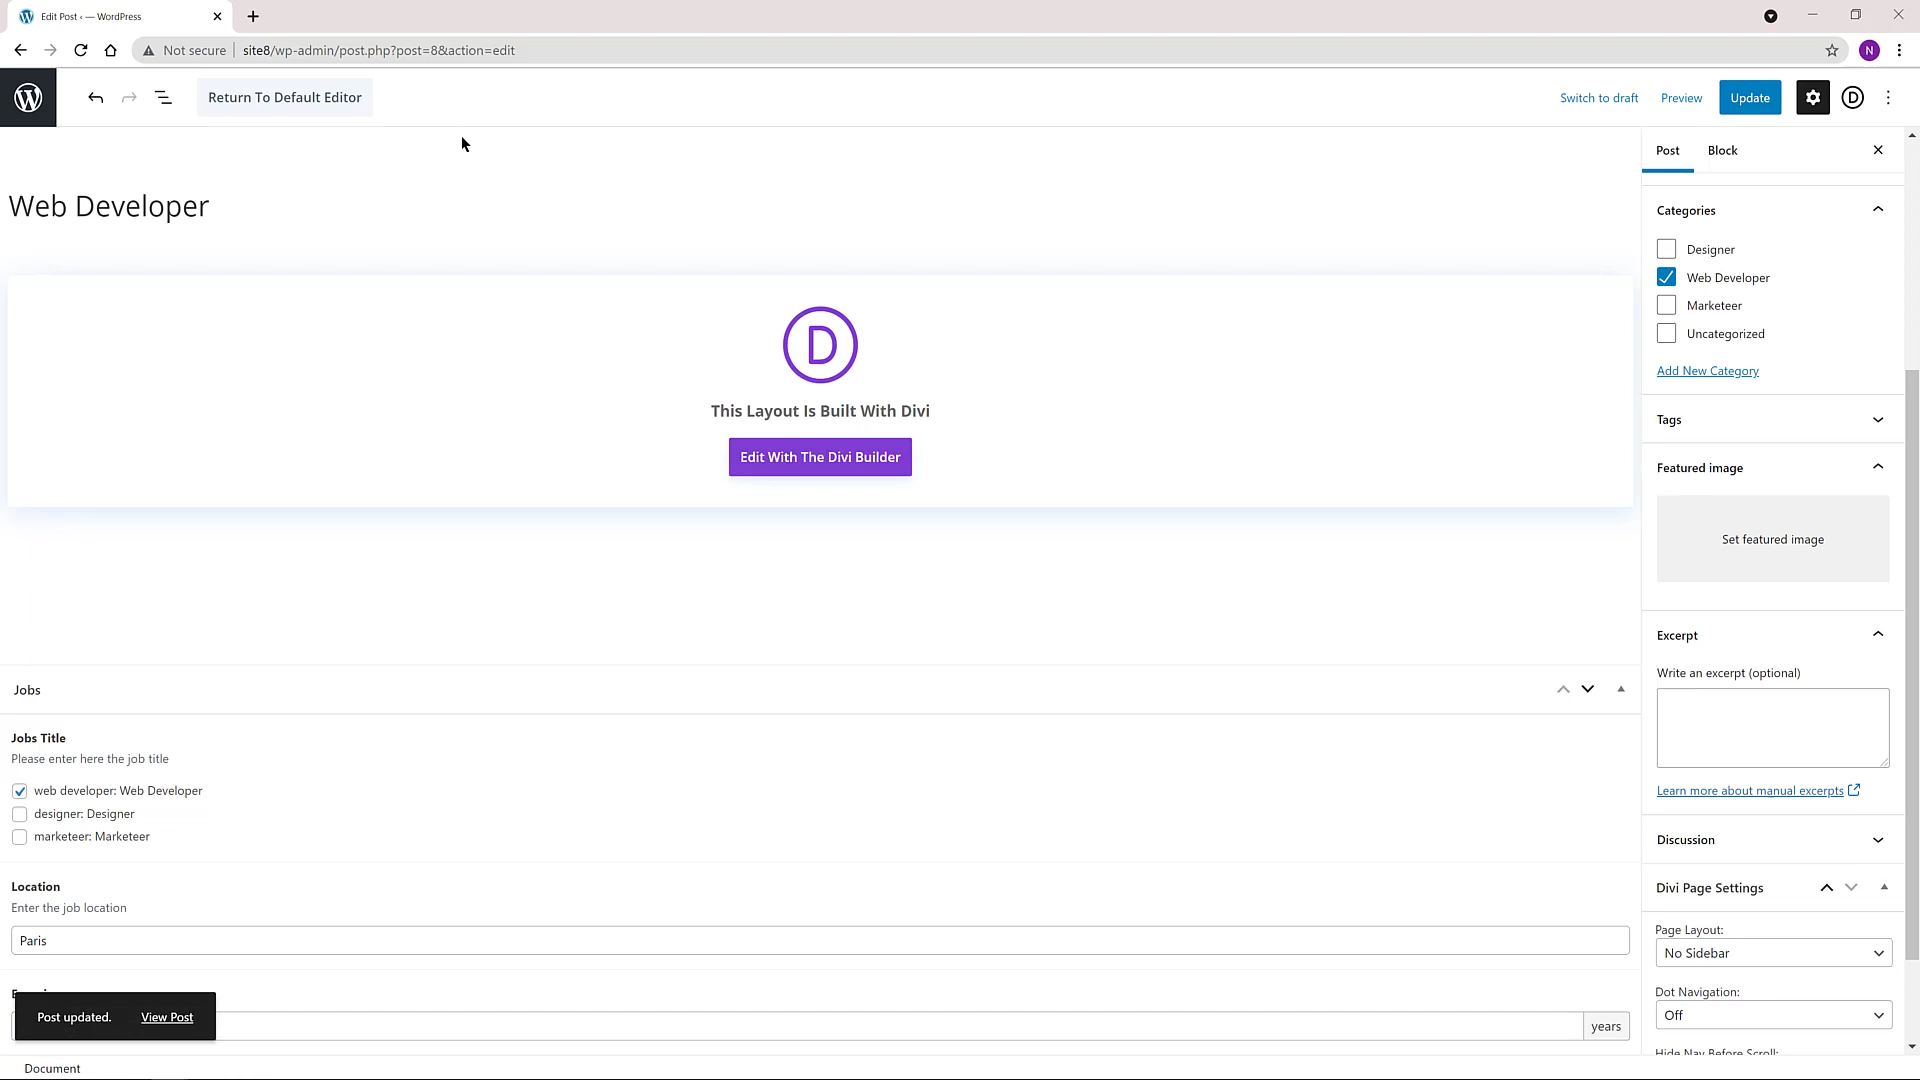 Edit Post ‹ — WordPress
Not secure site8/wp-admin/post.php?post=8&action=edit
N
Return To Default Editor
Switch to draft Preview Update
Post Block
Web Developer
Categories
Designer
Web Developer
Marketeer
Uncategorized
Add New Category
D
This Layout Is Built With Divi
Edit With The Divi Builder
Tags
Featured image
Set featured image
Excerpt
Write an excerpt (optional)
Learn more about manual excerpts
Discussion
Divi Page Settings
Page Layout:
No Sidebar
Dot Navigation:
Off
Hide Nav Before Scroll:
Jobs
Jobs Title
Please enter here the job title
web developer: Web Developer
designer: Designer
marketeer: Marketeer
Location
Enter the job location
Paris
years
Post updated. View Post
Document